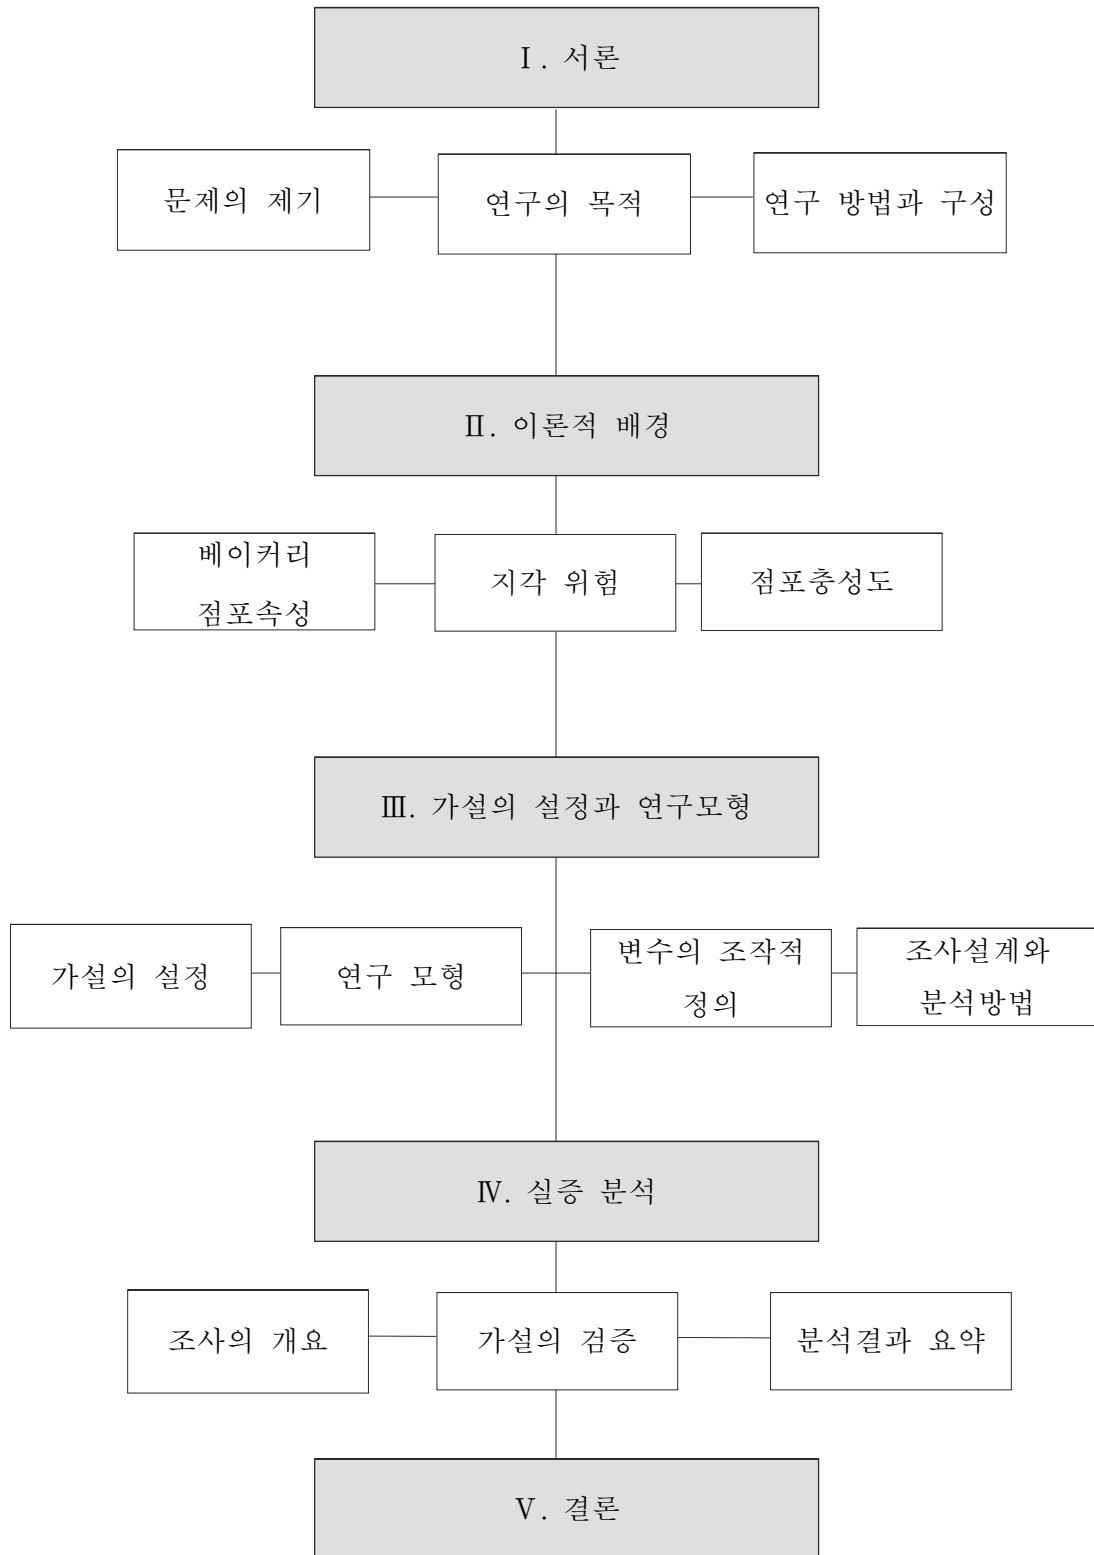 Ⅰ. 서론
문제의 제기
연구의 목적
연구 방법과 구성
Ⅱ. 이론적 배경
베이커리
점포속성
지각 위험
점포충성도
Ⅲ. 가설의 설정과 연구모형
가설의 설정
연구 모형
변수의 조작적
정의
조사설계와
분석방법
Ⅳ. 실증 분석
조사의 개요
가설의 검증
분석결과 요약
Ⅴ. 결론